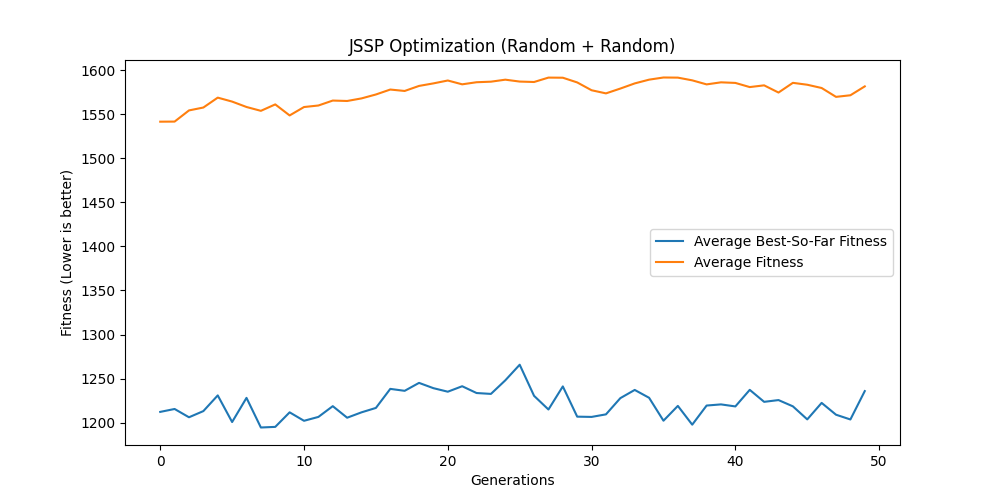 JSSP Optimization (Random + Random)
Fitness (Lower is better)
1600
1550
1500
1450
1400
1350
1300
1250
1200
Average Best-So-Far Fitness
Average Fitness
0 10 20 30 40 50
Generations